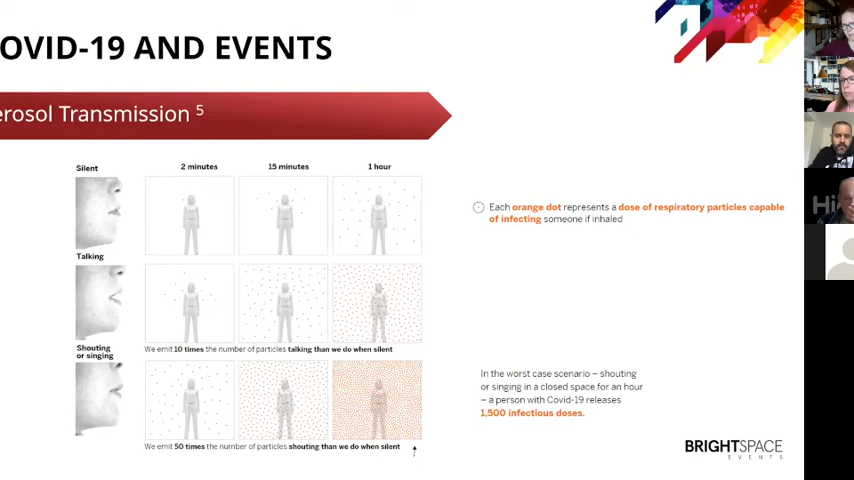 OVID-19 AND EVENTS
erosol Transmission 5
Silent
2 minutes
15 minutes
1 hour
Each orange dot represents a dose of respiratory particles capable
of infecting someone if inhaled
Talking
We emit 10 times the number of particles talking than we do when silent
Shouting
or singing
In the worst case scenario – shouting
or singing in a closed space for an hour
– a person with Covid-19 releases
1,500 infectious doses.
We emit 50 times the number of particles shouting than we do when silent
BRIGHTSPACE
EVENTS
Hi